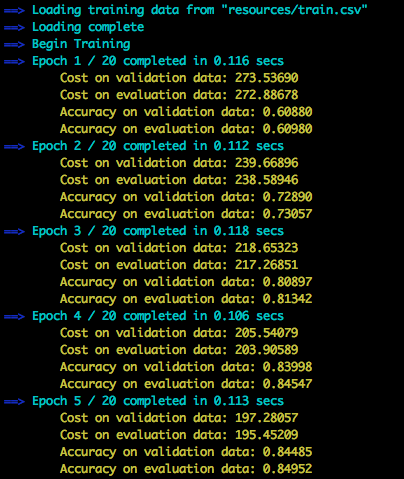 ==> Loading training data from "resources/train.csv"
==> Loading complete
==> Begin Training
==> Epoch 1 / 20 completed in 0.116 secs
Cost on validation data: 273.53690
Cost on evaluation data: 272.88678
Accuracy on validation data: 0.60880
Accuracy on evaluation data: 0.60980
==> Epoch 2 / 20 completed in 0.112 secs
Cost on validation data: 239.66896
Cost on evaluation data: 238.58946
Accuracy on validation data: 0.72890
Accuracy on evaluation data: 0.73057
==> Epoch 3 / 20 completed in 0.118 secs
Cost on validation data: 218.65323
Cost on evaluation data: 217.26851
Accuracy on validation data: 0.80897
Accuracy on evaluation data: 0.81342
==> Epoch 4 / 20 completed in 0.106 secs
Cost on validation data: 205.54079
Cost on evaluation data: 203.90589
Accuracy on validation data: 0.83998
Accuracy on evaluation data: 0.84547
==> Epoch 5 / 20 completed in 0.113 secs
Cost on validation data: 197.28057
Cost on evaluation data: 195.45209
Accuracy on validation data: 0.84485
Accuracy on evaluation data: 0.84952